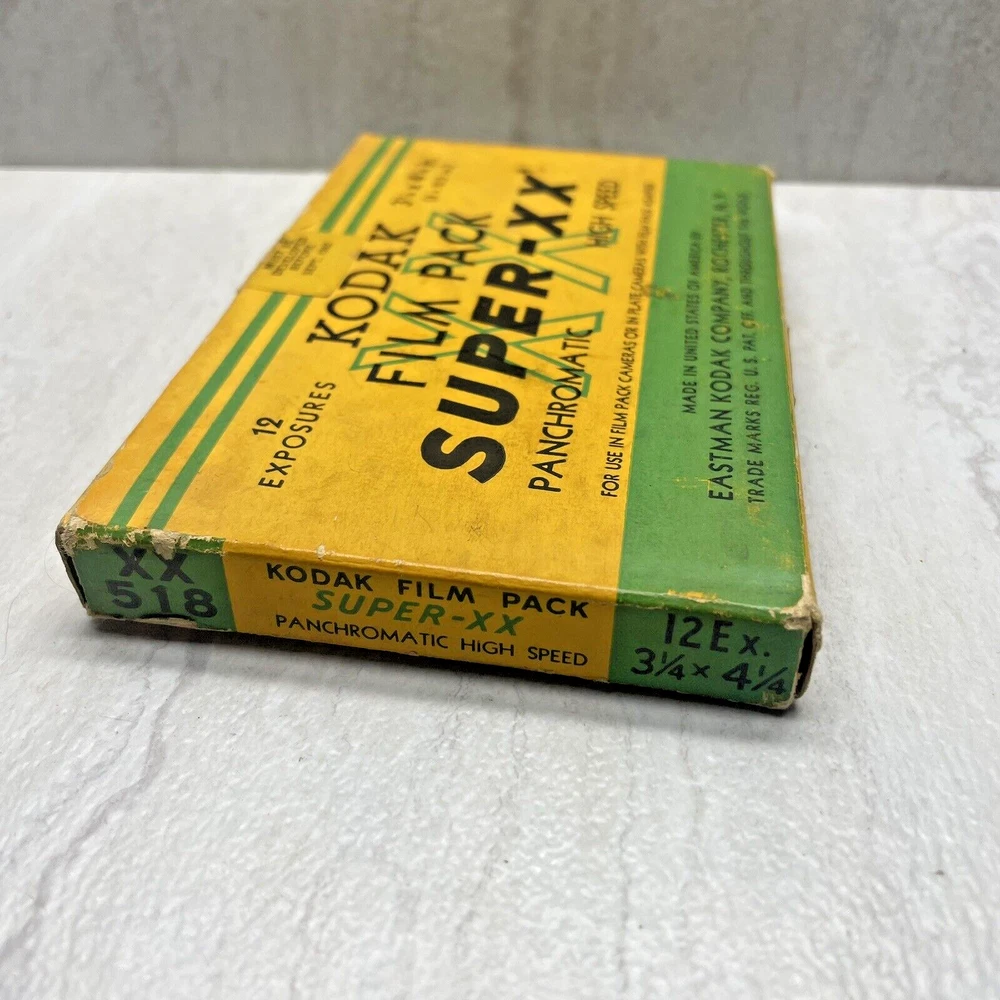 12
EXPOSURES
KODAK
FILM PACK
SUPER-XX
PANCHROMATIC HIGH SPEED
FOR USE IN FILM PACK CAMERAS OR IN PLATE CAMERAS WITH FILM PACK ADAPTER
MADE IN UNITED STATES OF AMERICA BY
EASTMAN KODAK COMPANY, ROCHESTER, N.Y.
TRADE MARKS REG. U.S. PAT. OFF. AND THROUGHOUT THE WORLD
XX
518
KODAK FILM PACK
SUPER-XX
PANCHROMATIC HIGH SPEED
12 Ex.
3¼ x 4¼